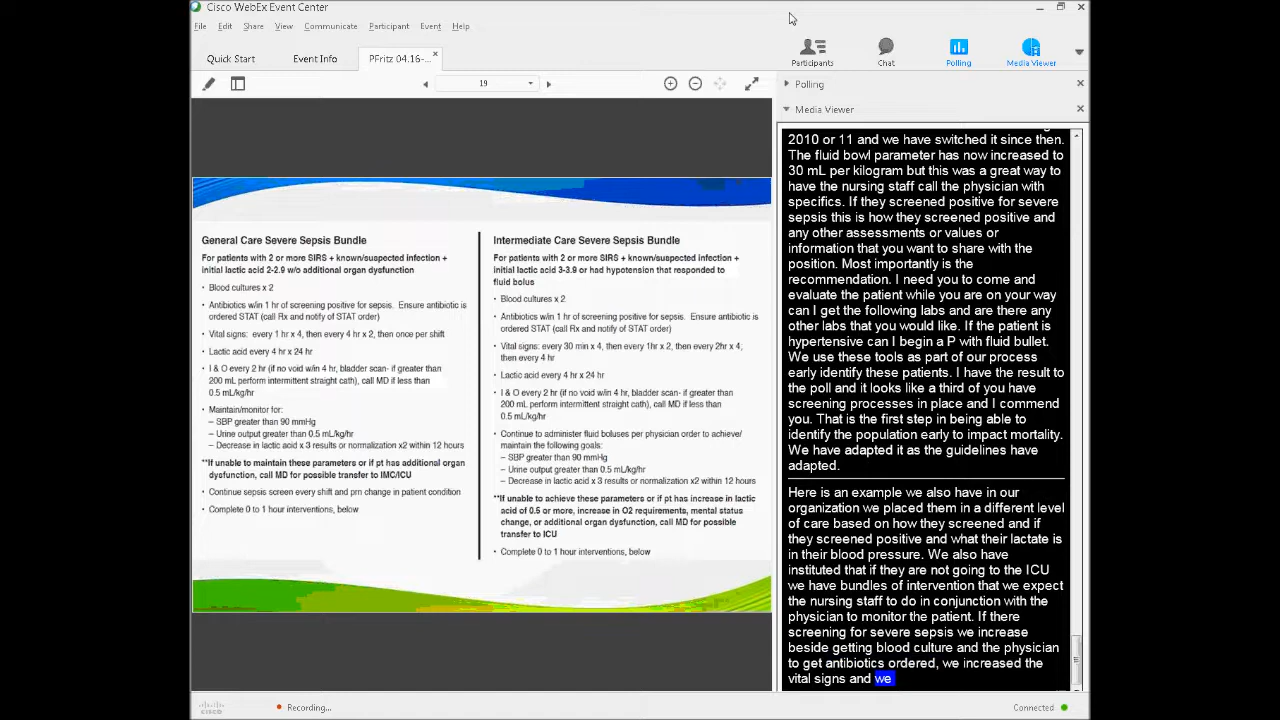 Cisco WebEx Event Center
File Edit Share View Communicate Participant Event Help
Quick Start Event Info PFritz 04.16-...
Participants Chat Polling Media Viewer
19
Polling
Media Viewer
General Care Severe Sepsis Bundle
For patients with 2 or more SIRS + known/suspected infection +
initial lactic acid 2-2.9 w/o additional organ dysfunction
• Blood cultures x 2
• Antibiotics w/in 1 hr of screening positive for sepsis. Ensure antibiotic is
ordered STAT (call Rx and notify of STAT order)
• Vital signs: every 1 hr x 4, then every 4 hr x 2, then once per shift
• Lactic acid every 4 hr x 24 hr
• I & O every 2 hr (if no void w/in 4 hr, bladder scan- if greater than
200 mL perform intermittent straight cath), call MD if less than
0.5 mL/kg/hr
• Maintain/monitor for:
– SBP greater than 90 mmHg
– Urine output greater than 0.5 mL/kg/hr
– Decrease in lactic acid x 3 results or normalization x2 within 12 hours
**If unable to maintain these parameters or if pt has additional organ
dysfunction, call MD for possible transfer to IMC/ICU
• Continue sepsis screen every shift and prn change in patient condition
• Complete 0 to 1 hour interventions, below
Intermediate Care Severe Sepsis Bundle
For patients with 2 or more SIRS + known/suspected infection +
initial lactic acid 3-3.9 or had hypotension that responded to
fluid bolus
• Blood cultures x 2
• Antibiotics w/in 1 hr of screening positive for sepsis. Ensure antibiotic is
ordered STAT (call Rx and notify of STAT order)
• Vital signs: every 30 min x 4, then every 1hr x 2, then every 2hr x 4;
then every 4 hr
• Lactic acid every 4 hr x 24 hr
• I & O every 2 hr (if no void w/in 4 hr, bladder scan- if greater than
200 mL perform intermittent straight cath), call MD if less than
0.5 mL/kg/hr
• Continue to administer fluid boluses per physician order to achieve/
maintain the following goals:
– SBP greater than 90 mmHg
– Urine output greater than 0.5 mL/kg/hr
– Decrease in lactic acid x 3 results or normalization x2 within 12 hours
**If unable to achieve these parameters or if pt has increase in lactic
acid of 0.5 or more, increase in O2 requirements, mental status
change, or additional organ dysfunction, call MD for possible
transfer to ICU
• Complete 0 to 1 hour interventions, below
2010 or 11 and we have switched it since then.
The fluid bowl parameter has now increased to
30 mL per kilogram but this was a great way to
have the nursing staff call the physician with
specifics. If they screened positive for severe
sepsis this is how they screened positive and
any other assessments or values or
information that you want to share with the
position. Most importantly is the
recommendation. I need you to come and
evaluate the patient while you are on your way
can I get the following labs and are there any
other labs that you would like. If the patient is
hypertensive can I begin a P with fluid bullet.
We use these tools as part of our process
early identify these patients. I have the result to
the poll and it looks like a third of you have
screening processes in place and I commend
you. That is the first step in being able to
identify the population early to impact mortality.
We have adapted it as the guidelines have
adapted.
Here is an example we also have in our
organization we placed them in a different level
of care based on how they screened and if
they screened positive and what their lactate is
in their blood pressure. We also have
instituted that if they are not going to the ICU
we have bundles of intervention that we expect
the nursing staff to do in conjunction with the
physician to monitor the patient. If there
screening for severe sepsis we increase
beside getting blood culture and the physician
to get antibiotics ordered, we increased the
vital signs and we
cisco Recording... Connected